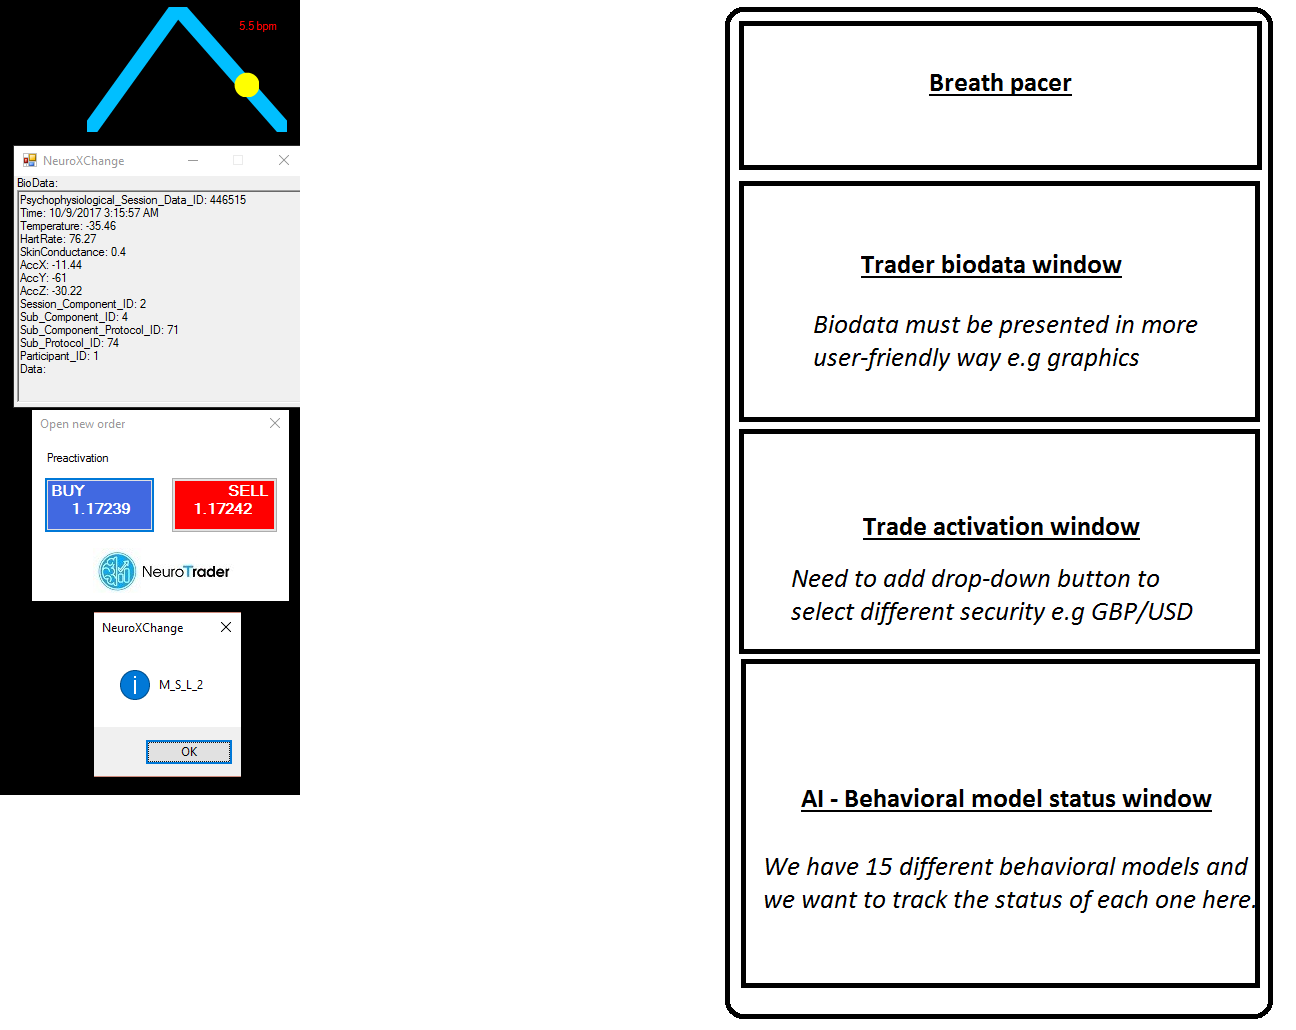 5.5 bpm
NeuroXChange
BioData:
Psychophysiological_Session_Data_ID: 446515
Time: 10/9/2017 3:15:57 AM
Temperature: -35.46
HartRate: 76.27
SkinConductance: 0.4
AccX: -11.44
AccY: -61
AccZ: -30.22
Session_Component_ID: 2
Sub_Component_ID: 4
Sub_Component_Protocol_ID: 71
Sub_Protocol_ID: 74
Participant_ID: 1
Data:
Open new order
Preactivation
BUY
1.17239
SELL
1.17242
NeuroTrader
NeuroXChange
M_S_L_2
OK
Breath pacer
Trader biodata window
Biodata must be presented in more
user-friendly way e.g graphics
Trade activation window
Need to add drop-down button to
select different security e.g GBP/USD
AI - Behavioral model status window
We have 15 different behavioral models and
we want to track the status of each one here.